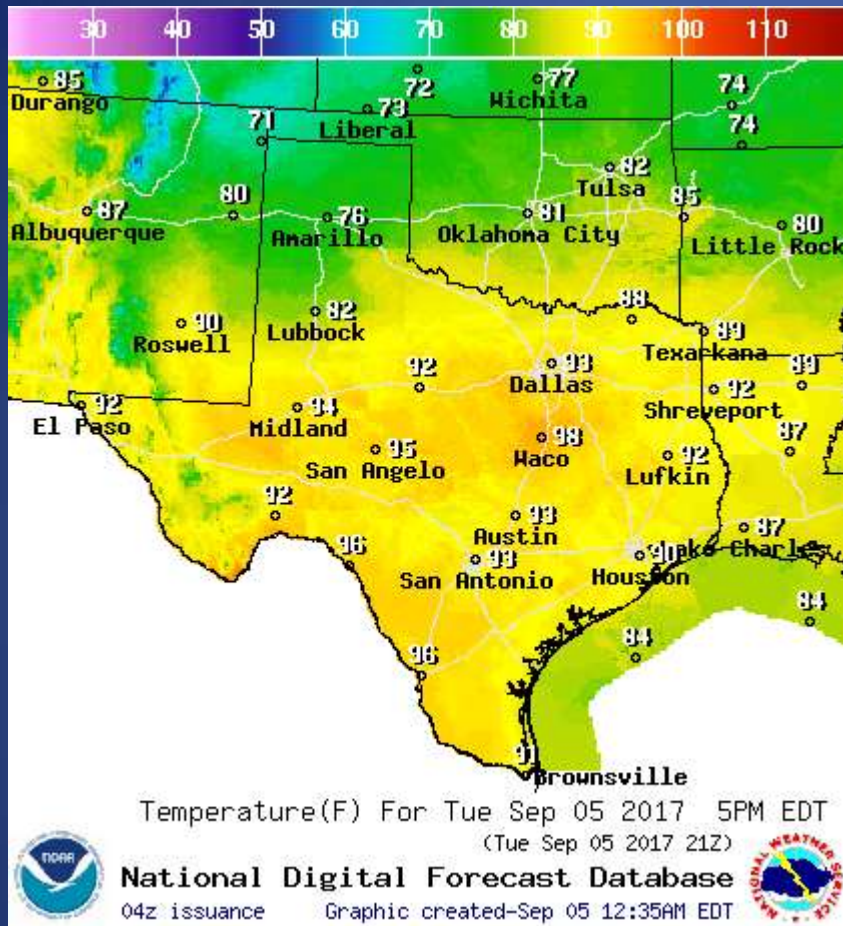 30 40 50 60 70 80 90 100 110
85 72 77 74
Durango Wichita
73
Liberal
71 74
82
Tulsa
87 80 76 81 85 80
Albuquerque Amarillo Oklahoma City Little Rock
90 82 88
Roswell Lubbock
89
Texarkana
92 93 92 89
Dallas Shreveport
92 94
El Paso Midland
95 98 92 87
San Angelo Waco Lufkin
92 93 87
Austin
96 93 90 Lake Charles
San Antonio Houston
84
96 84
91
Brownsville
Temperature(F) For Tue Sep 05 2017 5PM EDT
(Tue Sep 05 2017 21Z)
National Digital Forecast Database
04z issuance Graphic created-Sep 05 12:35AM EDT
NOAA
NATIONAL WEATHER SERVICE